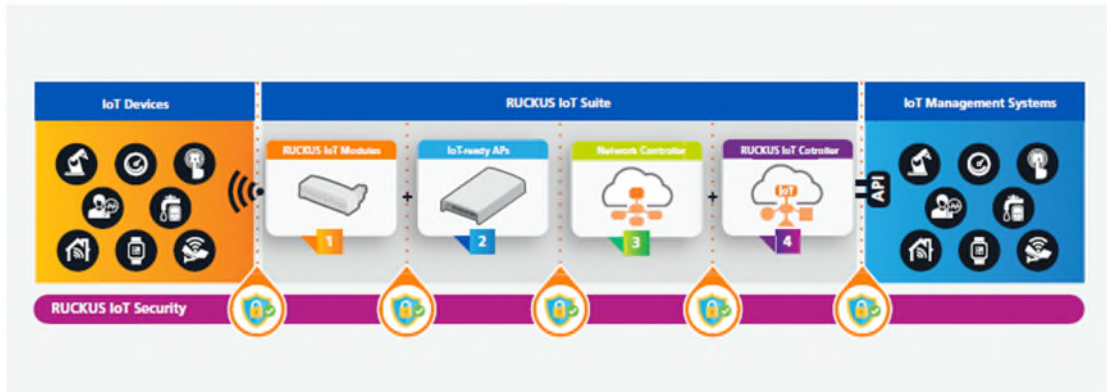 IoT Devices
RUCKUS IoT Suite
IoT Management Systems
RUCKUS IoT Modules
IoT-ready APs
Network Controller
RUCKUS IoT Cotroller
IoT
API
+
+
+
1
2
3
4
RUCKUS IoT Security